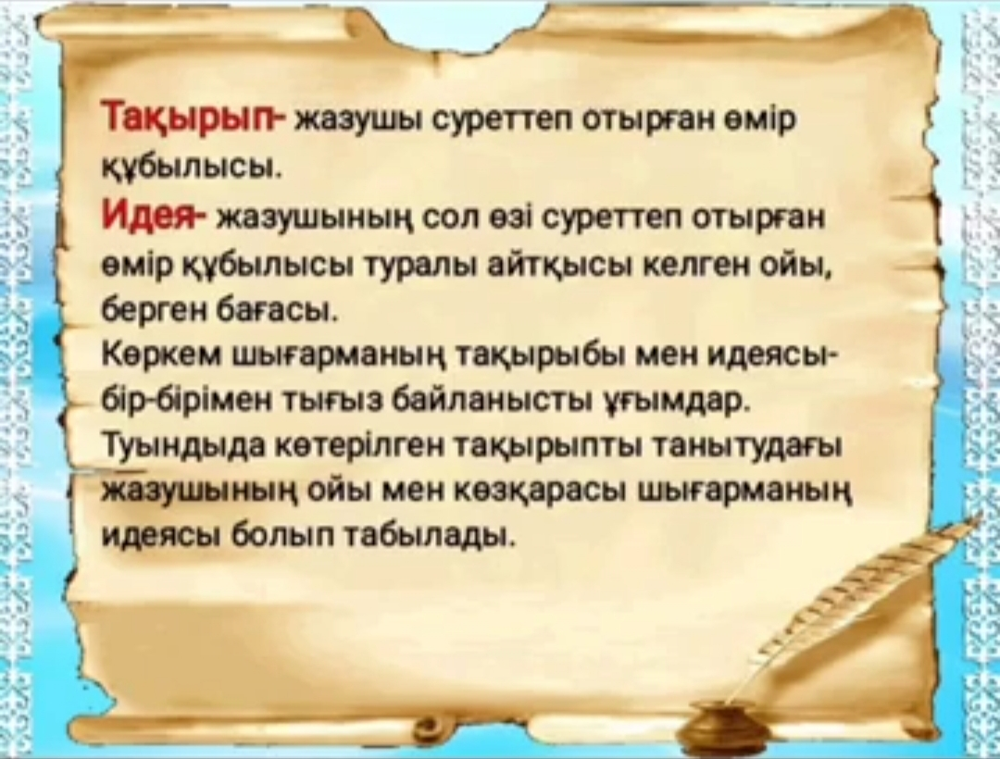 Тақырып- жазушы суреттеп отырған өмір
құбылысы.
Идея- жазушының сол өзі суреттеп отырған
өмір құбылысы туралы айтқысы келген ойы,
берген бағасы.
Көркем шығарманың тақырыбы мен идеясы-
бір-бірімен тығыз байланысты ұғымдар.
Туындыда көтерілген тақырыпты танытудағы
жазушының ойы мен көзқарасы шығарманың
идеясы болып табылады.